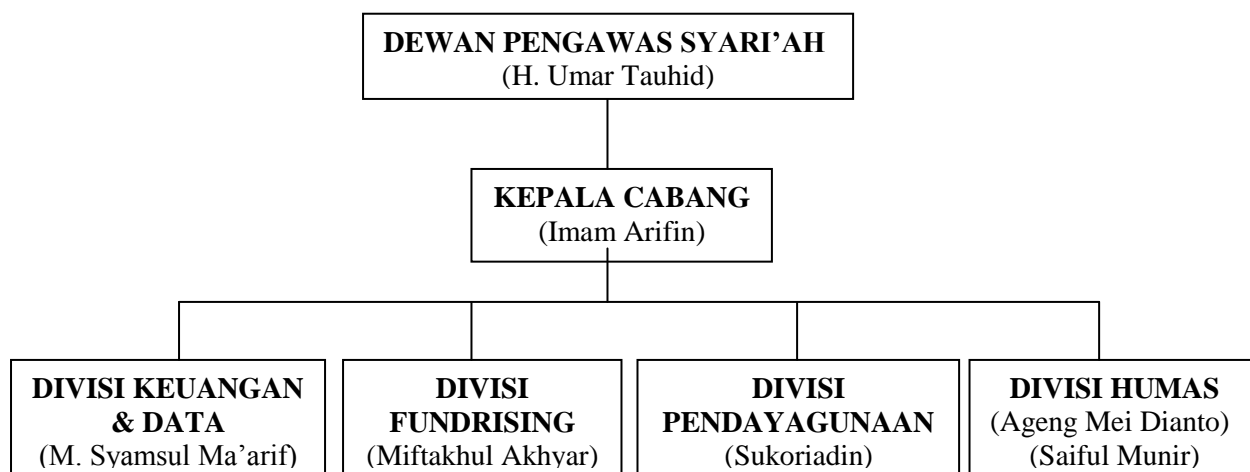 DEWAN PENGAWAS SYARI’AH
(H. Umar Tauhid)
KEPALA CABANG
(Imam Arifin)
DIVISI KEUANGAN
& DATA
(M. Syamsul Ma’arif)
DIVISI
FUNDRISING
(Miftakhul Akhyar)
DIVISI
PENDAYAGUNAAN
(Sukoriadin)
DIVISI HUMAS
(Ageng Mei Dianto)
(Saiful Munir)